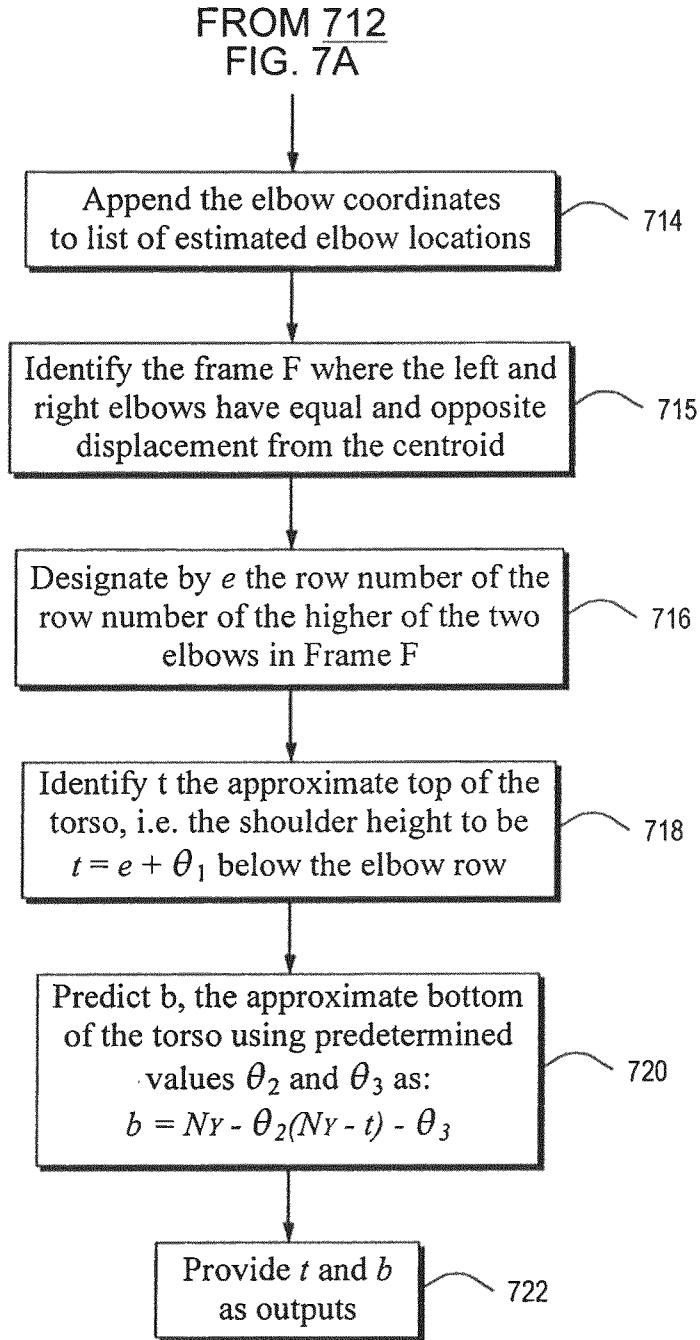 FROM 712
FIG. 7A
Append the elbow coordinates
to list of estimated elbow locations
714
Identify the frame F where the left and
right elbows have equal and opposite
displacement from the centroid
715
Designate by e the row number of the
row number of the higher of the two
elbows in Frame F
716
Identify t the approximate top of the
torso, i.e. the shoulder height to be
t = e + θ₁ below the elbow row
718
Predict b, the approximate bottom
of the torso using predetermined
values θ₂ and θ₃ as:
b = NY - θ₂(NY - t) - θ₃
720
Provide t and b
as outputs
722